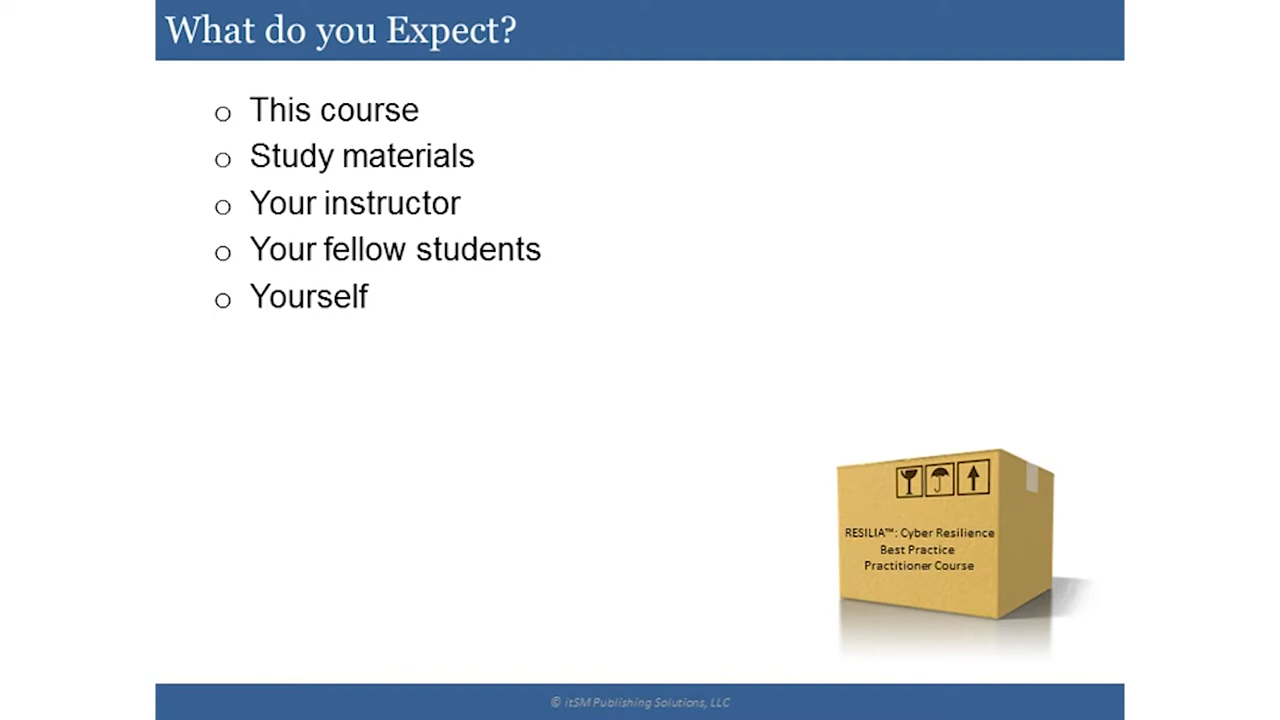 What do you Expect?
This course
Study materials
Your instructor
Your fellow students
Yourself
RESILIA™: Cyber Resilience
Best Practice
Practitioner Course
© itSM Publishing Solutions, LLC